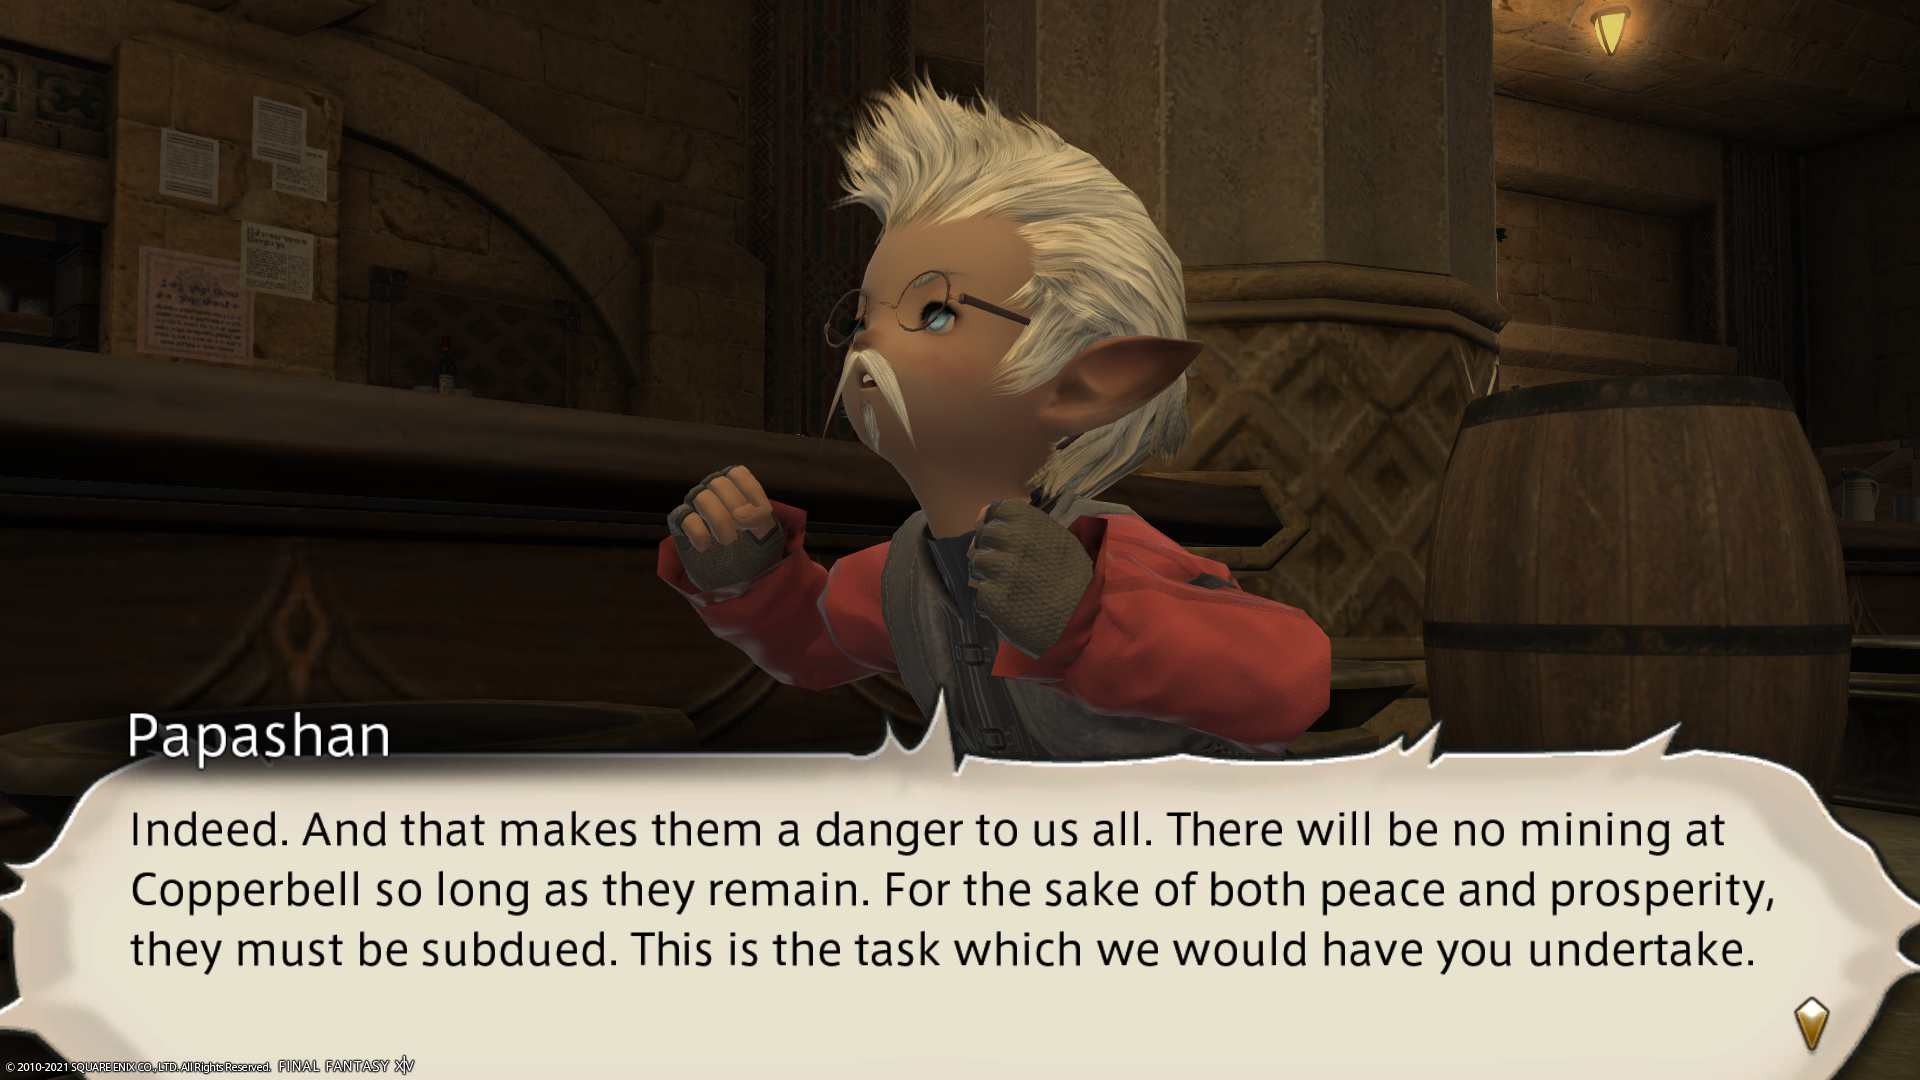 Papashan
Indeed. And that makes them a danger to us all. There will be no mining at
Copperbell so long as they remain. For the sake of both peace and prosperity,
they must be subdued. This is the task which we would have you undertake.
© 2010-2021 SQUARE ENIX CO., LTD. All Rights Reserved. FINAL FANTASY XIV